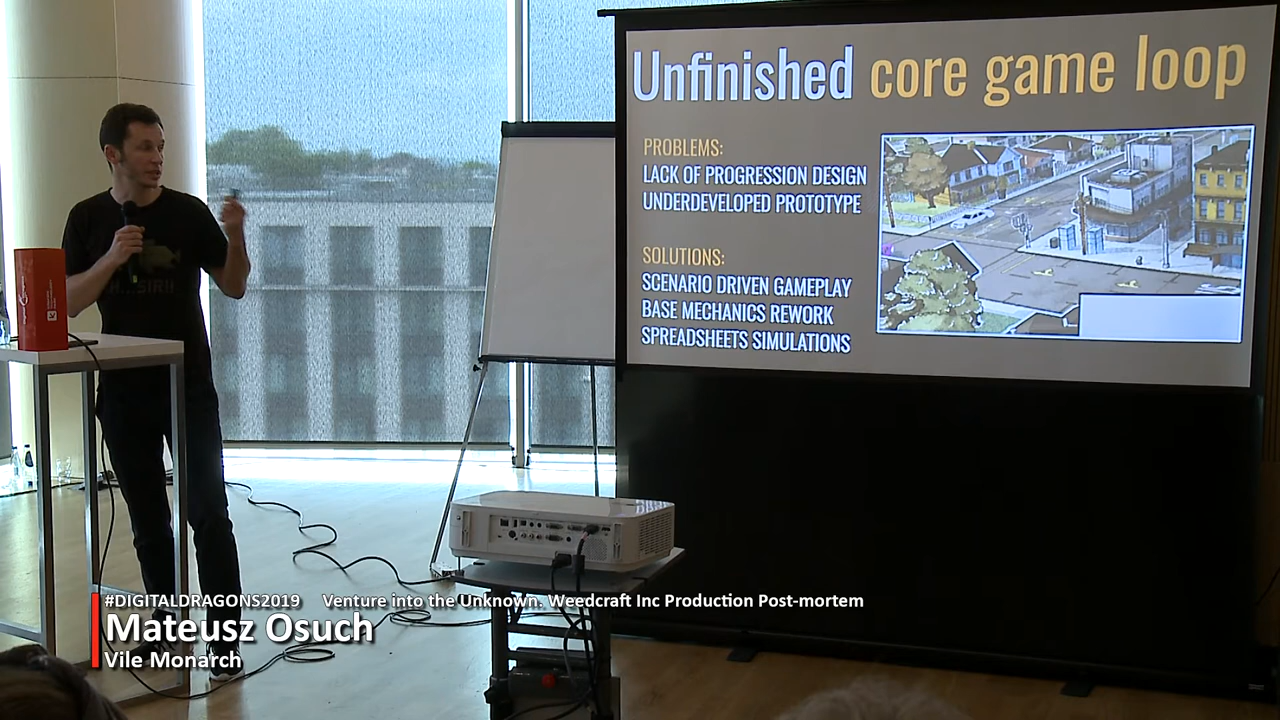 Unfinished core game loop
PROBLEMS:
LACK OF PROGRESSION DESIGN
UNDERDEVELOPED PROTOTYPE
SOLUTIONS:
SCENARIO DRIVEN GAMEPLAY
BASE MECHANICS REWORK
SPREADSHEETS SIMULATIONS
#DIGITALDRAGONS2019 Venture into the Unknown. Weedcraft Inc Production Post-mortem
Mateusz Osuch
Vile Monarch